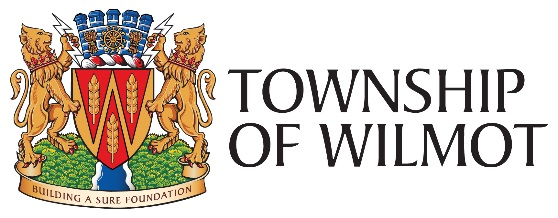 TOWNSHIP
OF WILMOT
BUILDING A SURE FOUNDATION